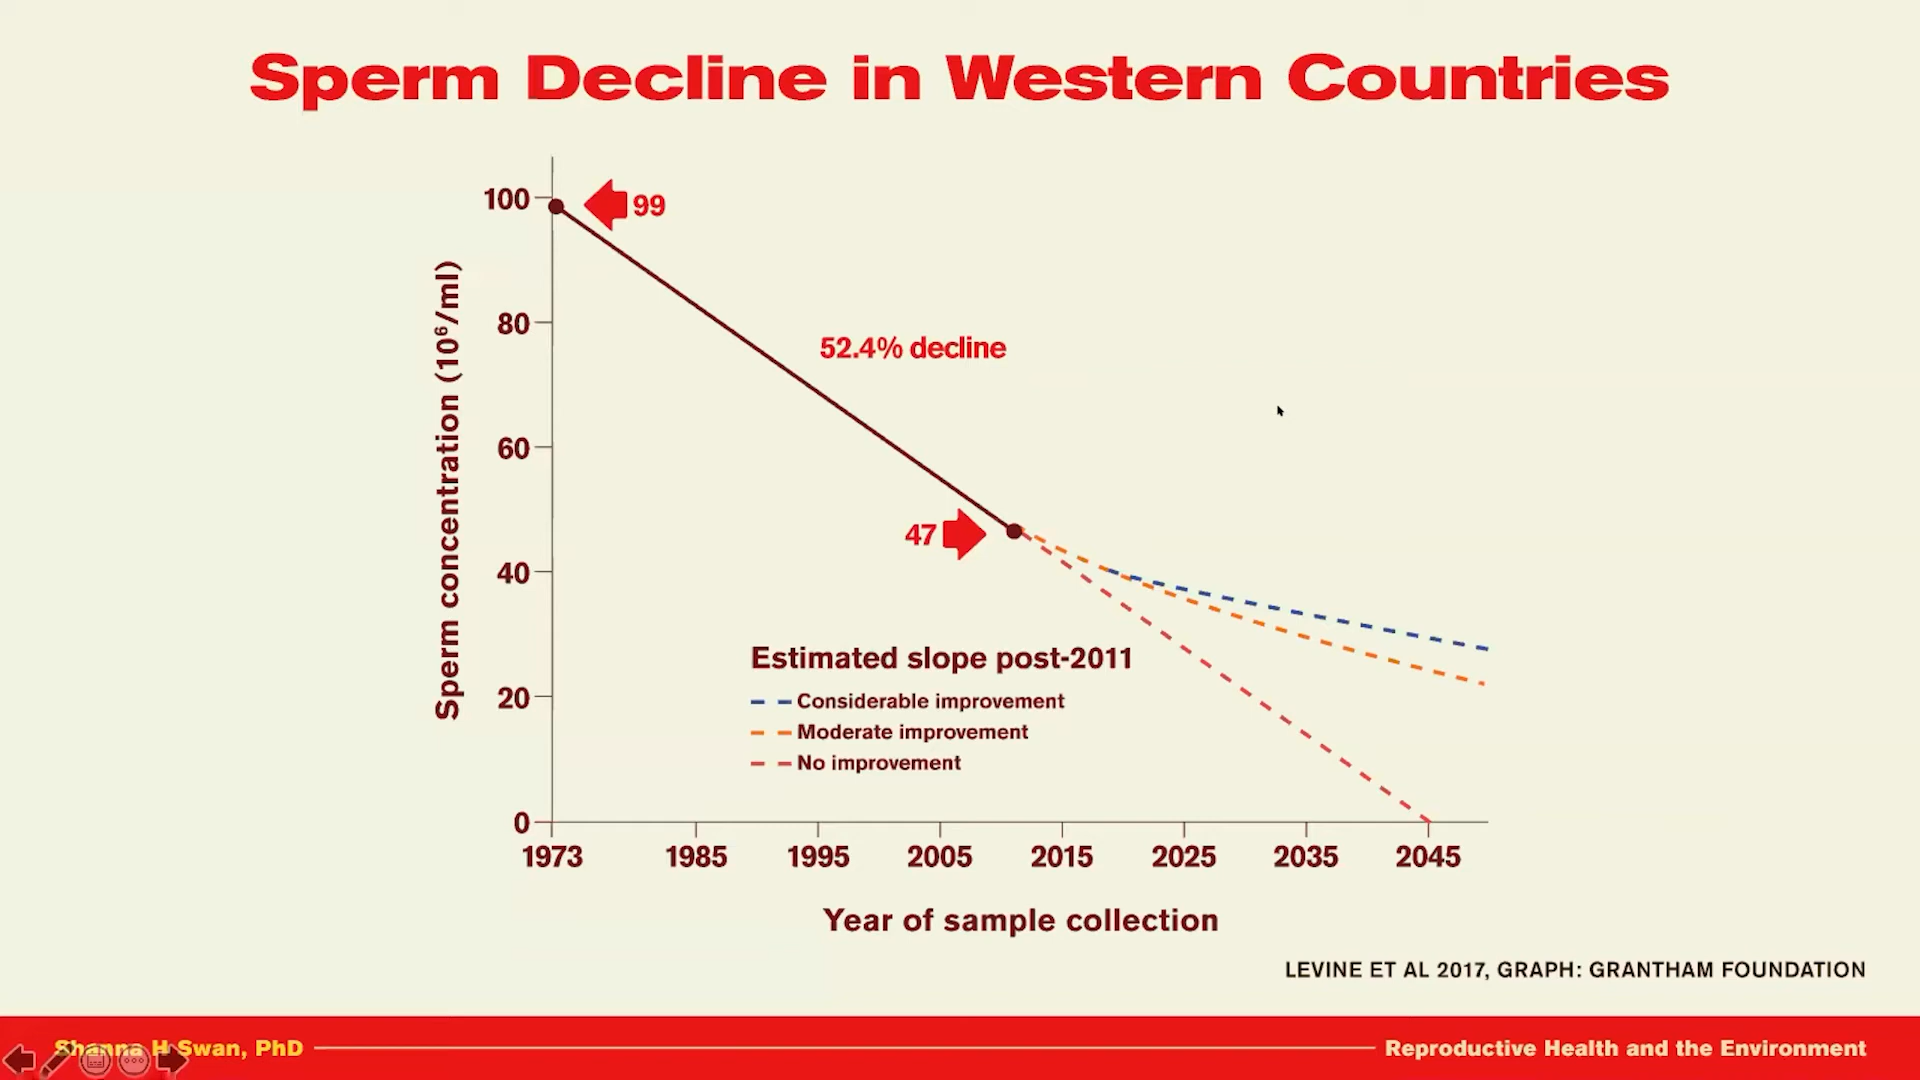 Sperm Decline in Western Countries
100
99
80
52.4% decline
60
47
40
20
0
Sperm concentration (10⁶/ml)
Estimated slope post-2011
Considerable improvement
Moderate improvement
No improvement
1973 1985 1995 2005 2015 2025 2035 2045
Year of sample collection
LEVINE ET AL 2017, GRAPH: GRANTHAM FOUNDATION
Shanna H Swan, PhD
Reproductive Health and the Environment